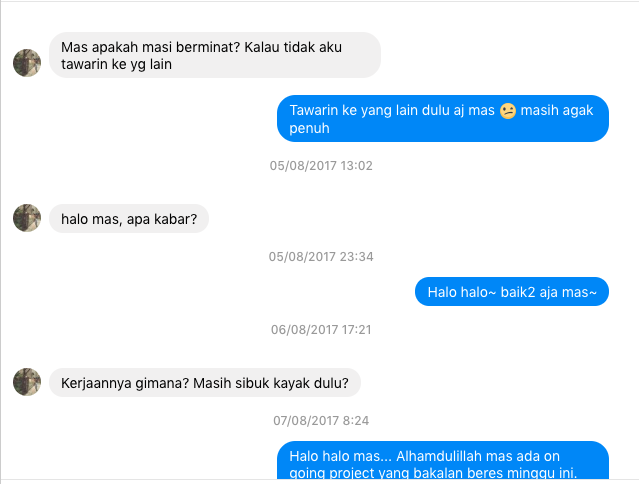 Mas apakah masi berminat? Kalau tidak aku
tawarin ke yg lain
Tawarin ke yang lain dulu aj mas 😕 masih agak
penuh
05/08/2017 13:02
halo mas, apa kabar?
05/08/2017 23:34
Halo halo~ baik2 aja mas~
06/08/2017 17:21
Kerjaannya gimana? Masih sibuk kayak dulu?
07/08/2017 8:24
Halo halo mas... Alhamdulillah mas ada on
going project yang bakalan beres minggu ini.